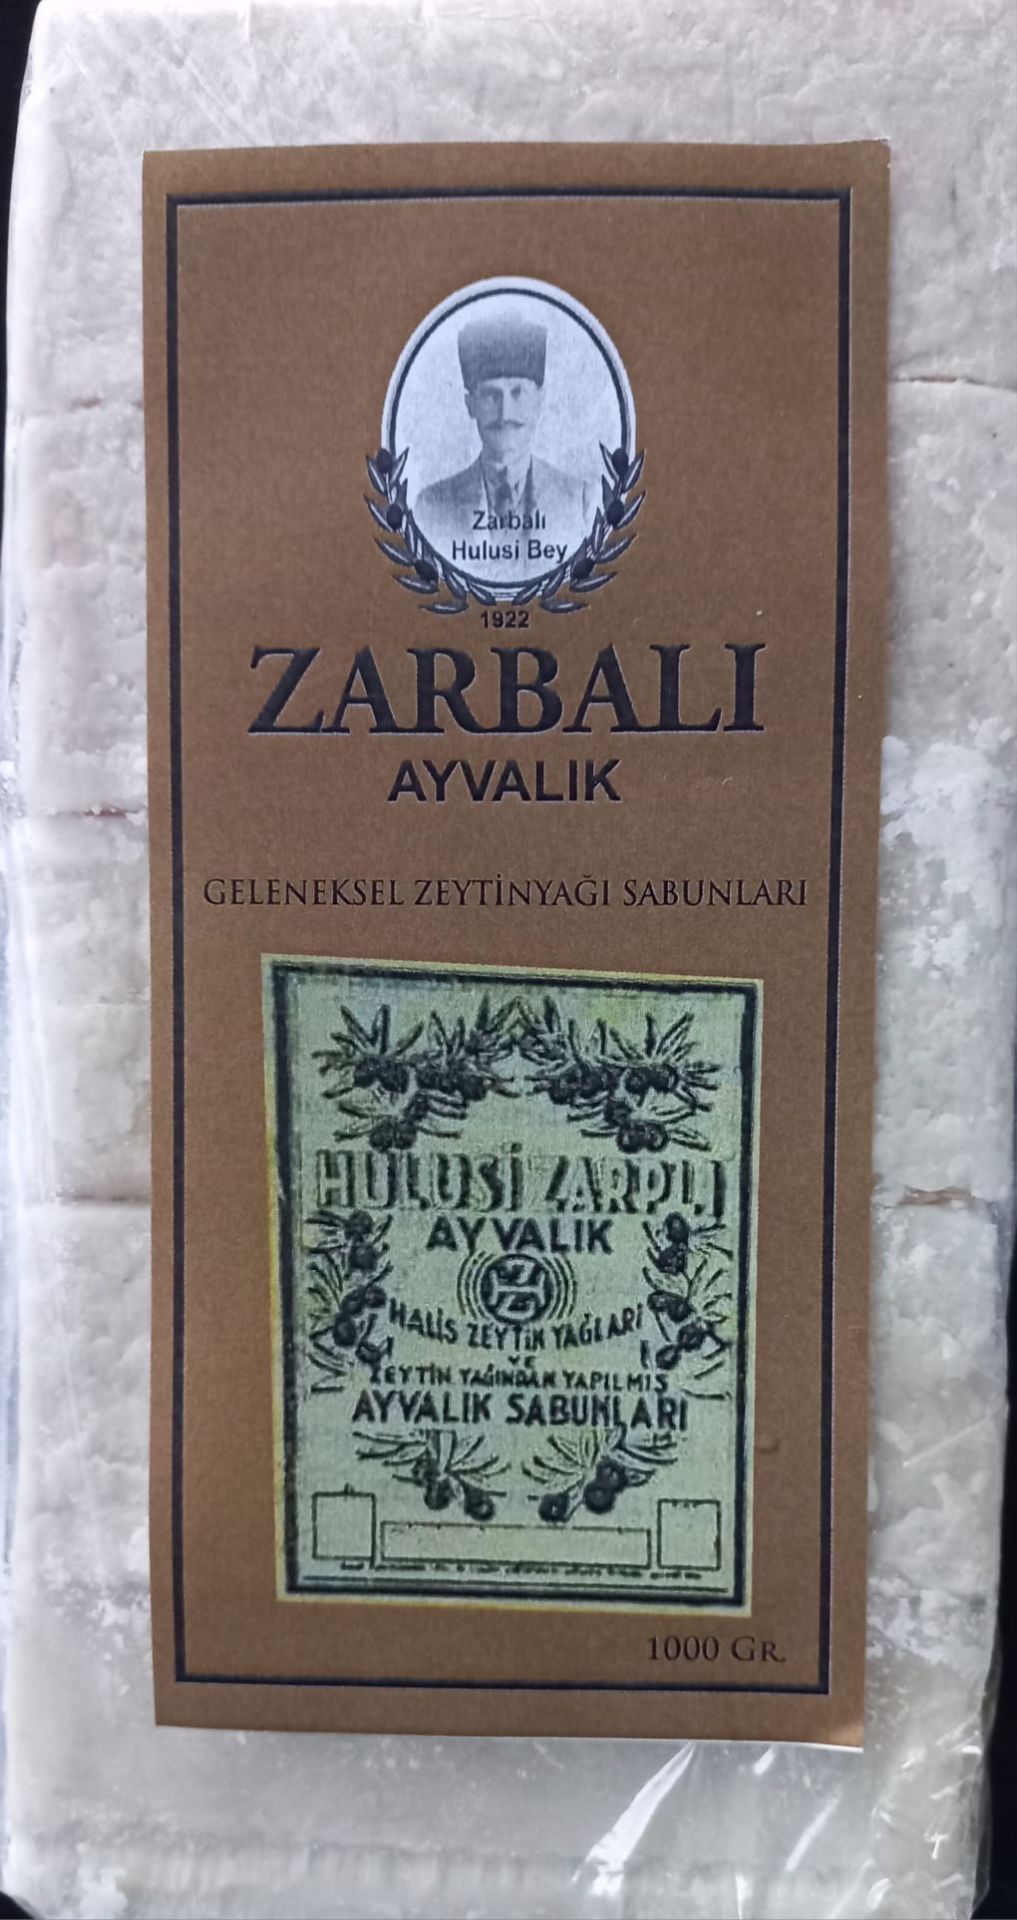 Zarbalı
Hulusi Bey
1922
ZARBALI
AYVALIK
GELENEKSEL ZEYTİNYAĞI SABUNLARI
HULUSİ ZARPLI
AYVALIK
HALİS ZEYTİN YAĞLARI
VE
ZEYTİN YAĞINDAN YAPILMIŞ
AYVALIK SABUNLARI
1000 GR.